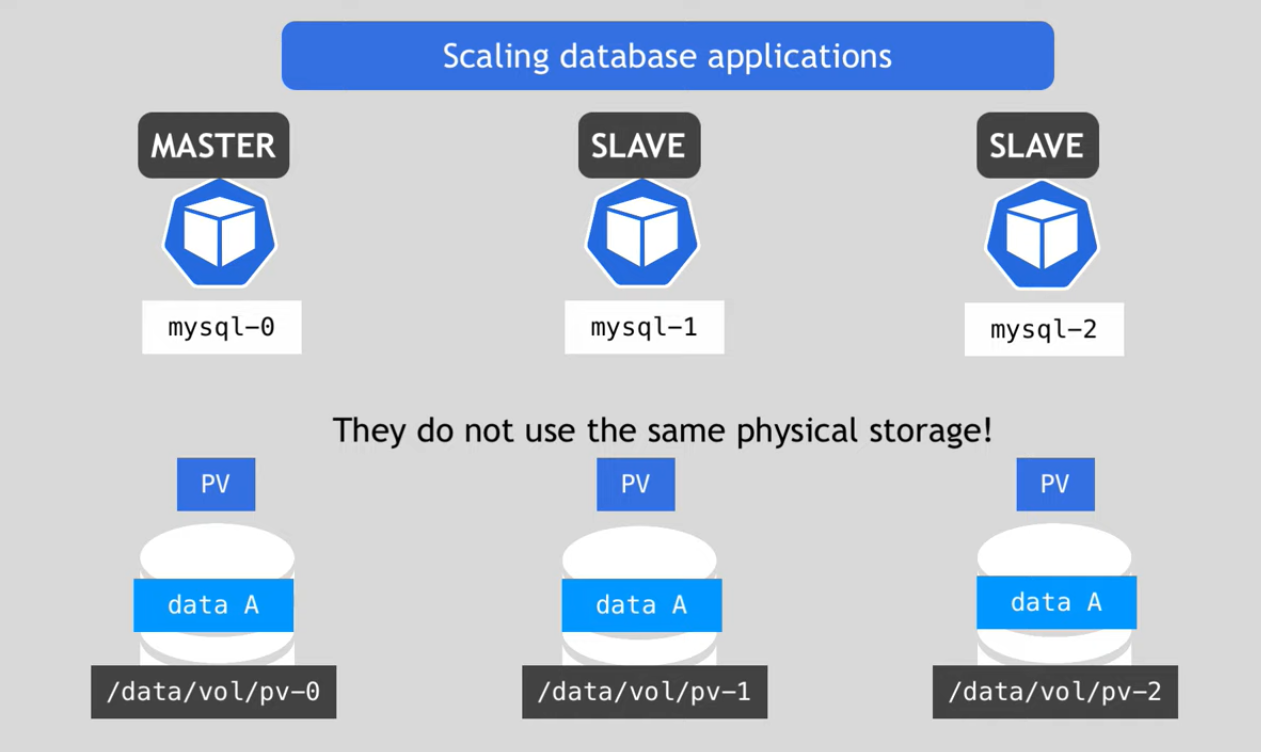 Scaling database applications
MASTER
SLAVE
SLAVE
mysql-0
mysql-1
mysql-2
They do not use the same physical storage!
PV
PV
PV
data A
data A
data A
/data/vol/pv-0
/data/vol/pv-1
/data/vol/pv-2